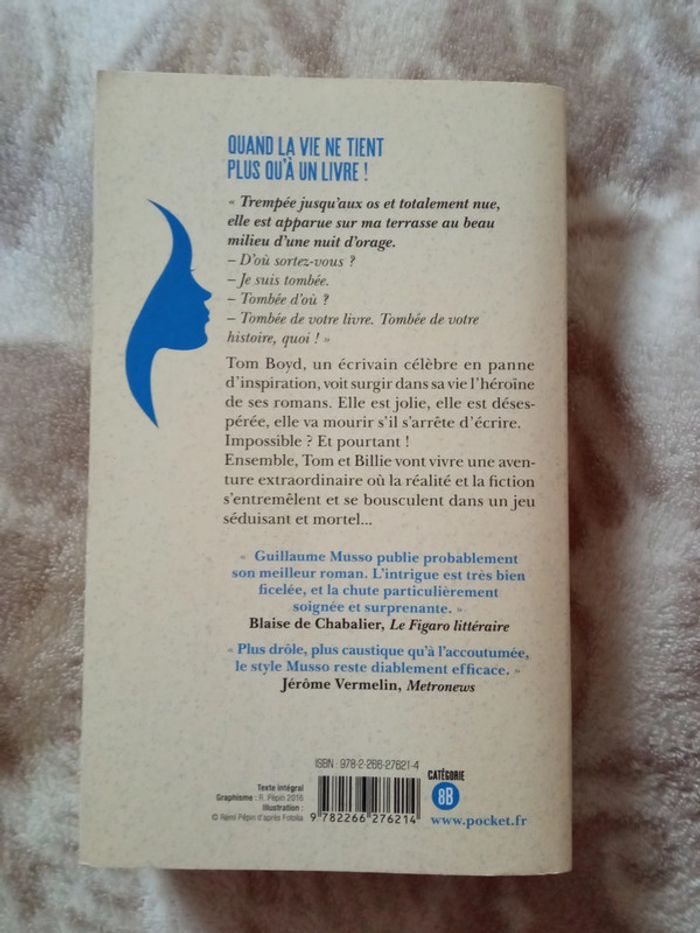 QUAND LA VIE NE TIENT
PLUS QU'À UN LIVRE !
« Trempée jusqu'aux os et totalement nue,
elle est apparue sur ma terrasse au beau
milieu d'une nuit d'orage.
– D'où sortez-vous ?
– Je suis tombée.
– Tombée d'où ?
– Tombée de votre livre. Tombée de votre
histoire, quoi ! »
Tom Boyd, un écrivain célèbre en panne
d'inspiration, voit surgir dans sa vie l'héroïne
de ses romans. Elle est jolie, elle est déses-
pérée, elle va mourir s'il s'arrête d'écrire.
Impossible ? Et pourtant !
Ensemble, Tom et Billie vont vivre une aven-
ture extraordinaire où la réalité et la fiction
s'entremêlent et se bousculent dans un jeu
séduisant et mortel...
« Guillaume Musso publie probablement
son meilleur roman. L'intrigue est très bien
ficelée, et la chute particulièrement
soignée et surprenante. »
Blaise de Chabalier, Le Figaro littéraire
« Plus drôle, plus caustique qu'à l'accoutumée,
le style Musso reste diablement efficace. »
Jérôme Vermelin, Metronews
ISBN : 978-2-266-27621-4
Texte intégral
Graphisme : R. Pépin 2016
Illustration :
© Rémi Pépin d'après Fotolia
9 782266 276214
CATÉGORIE
8B
www.pocket.fr